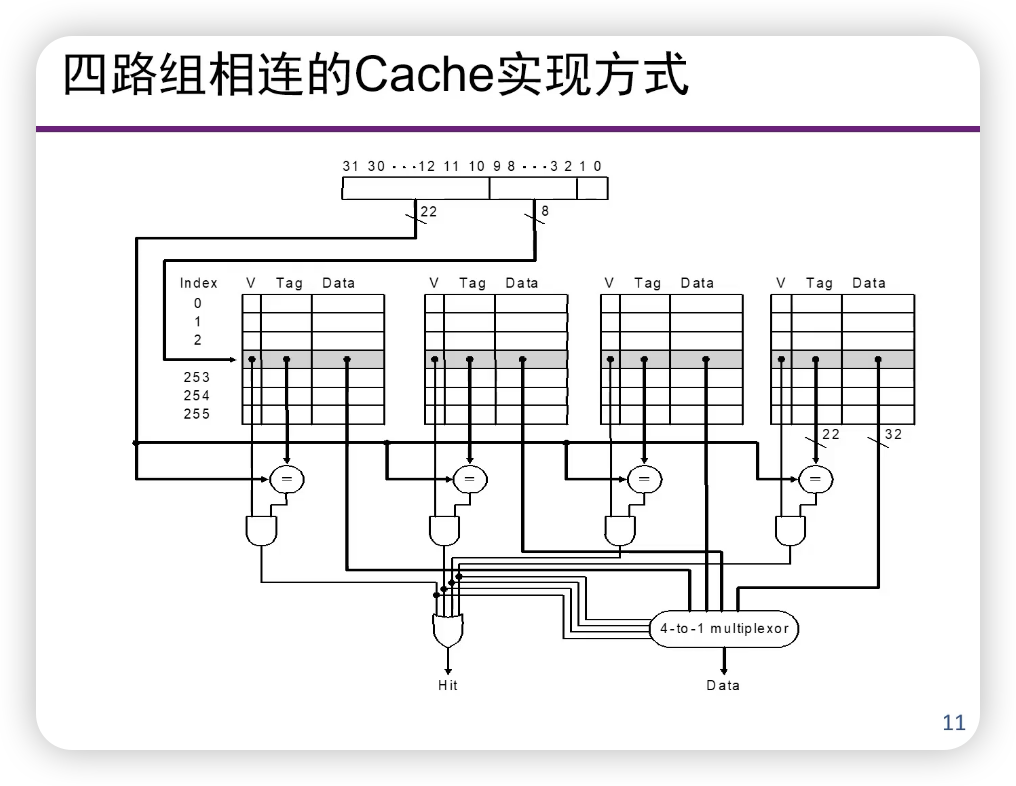 四路组相连的Cache实现方式
31 30 · · · 12 11 10 9 8 · · · 3 2 1 0
22 8
Index V Tag Data V Tag Data V Tag Data V Tag Data
0
1
2
253
254
255
22 32
= = = =
4-to-1 multiplexor
Hit Data
11